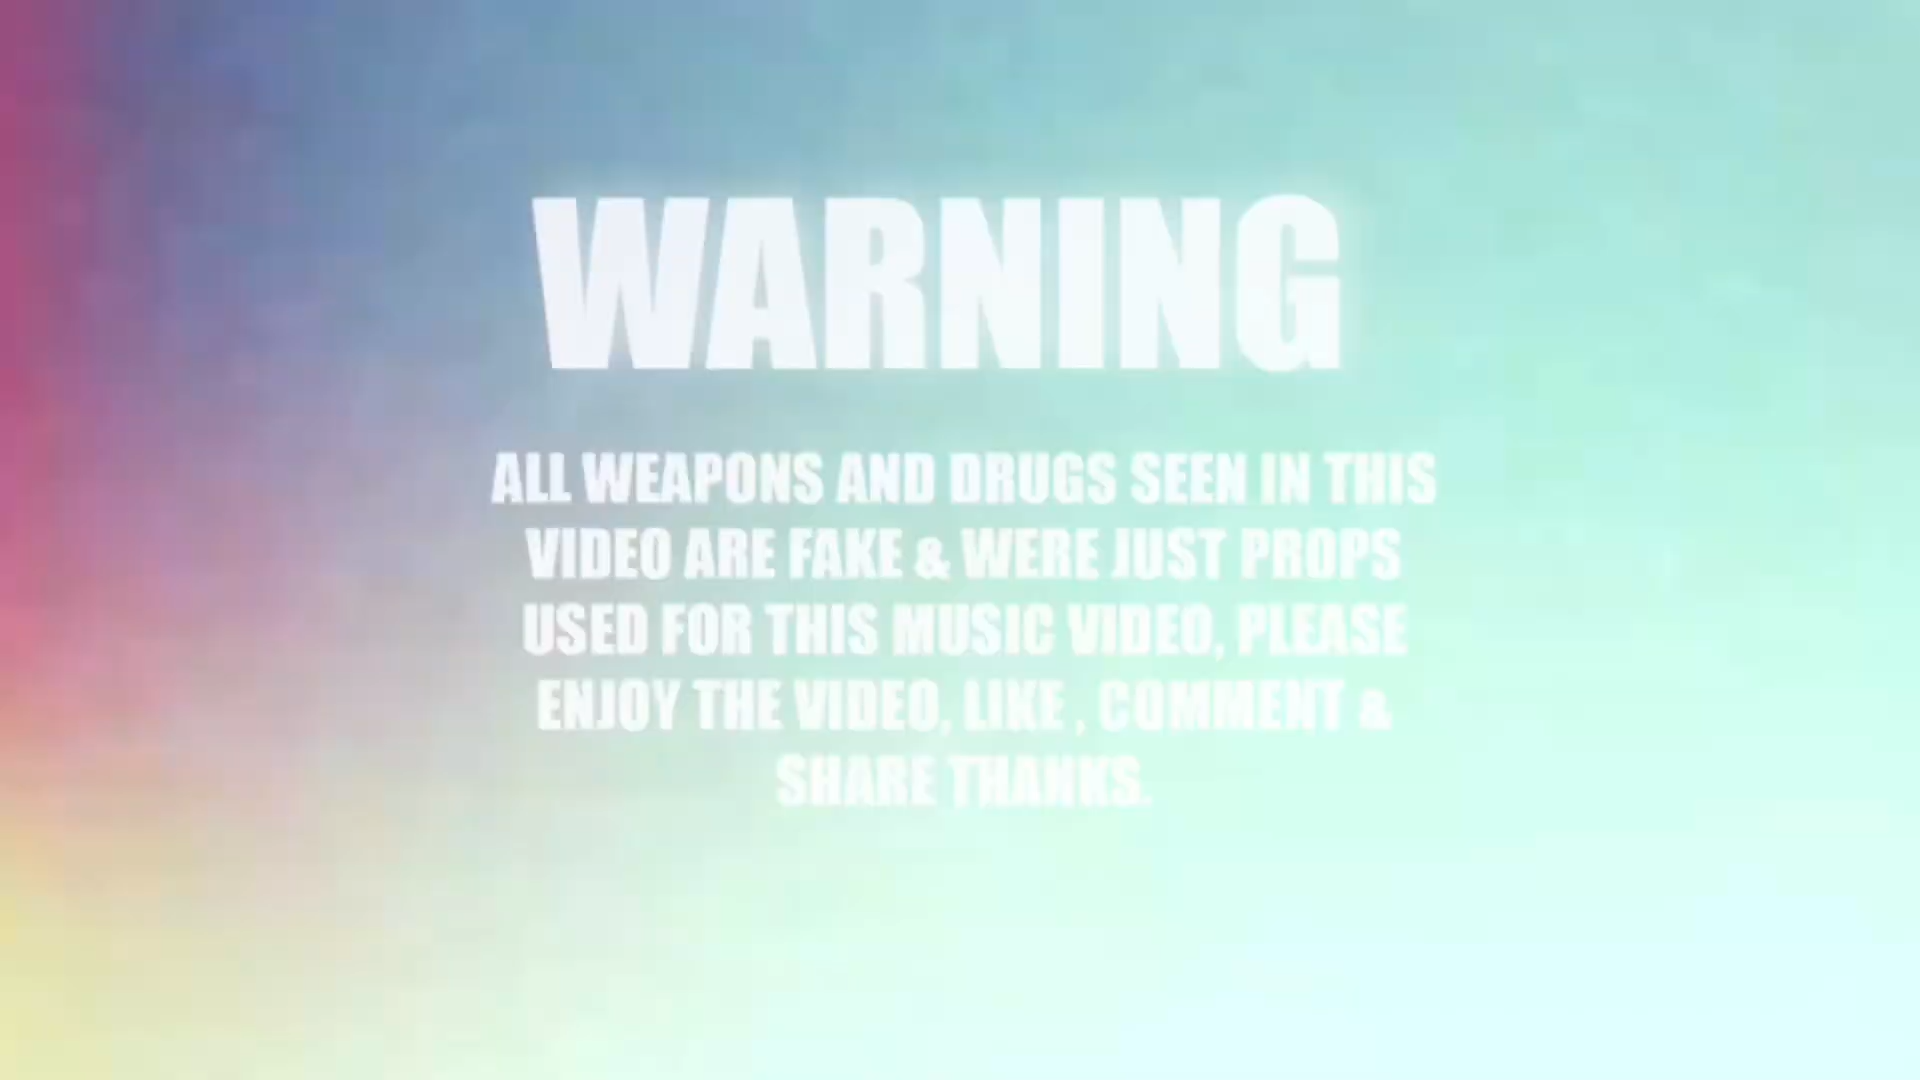 WARNING
ALL WEAPONS AND DRUGS SEEN IN THIS
VIDEO ARE FAKE & WERE JUST PROPS
USED FOR THIS MUSIC VIDEO, PLEASE
ENJOY THE VIDEO, LIKE , COMMENT &
SHARE THANKS.